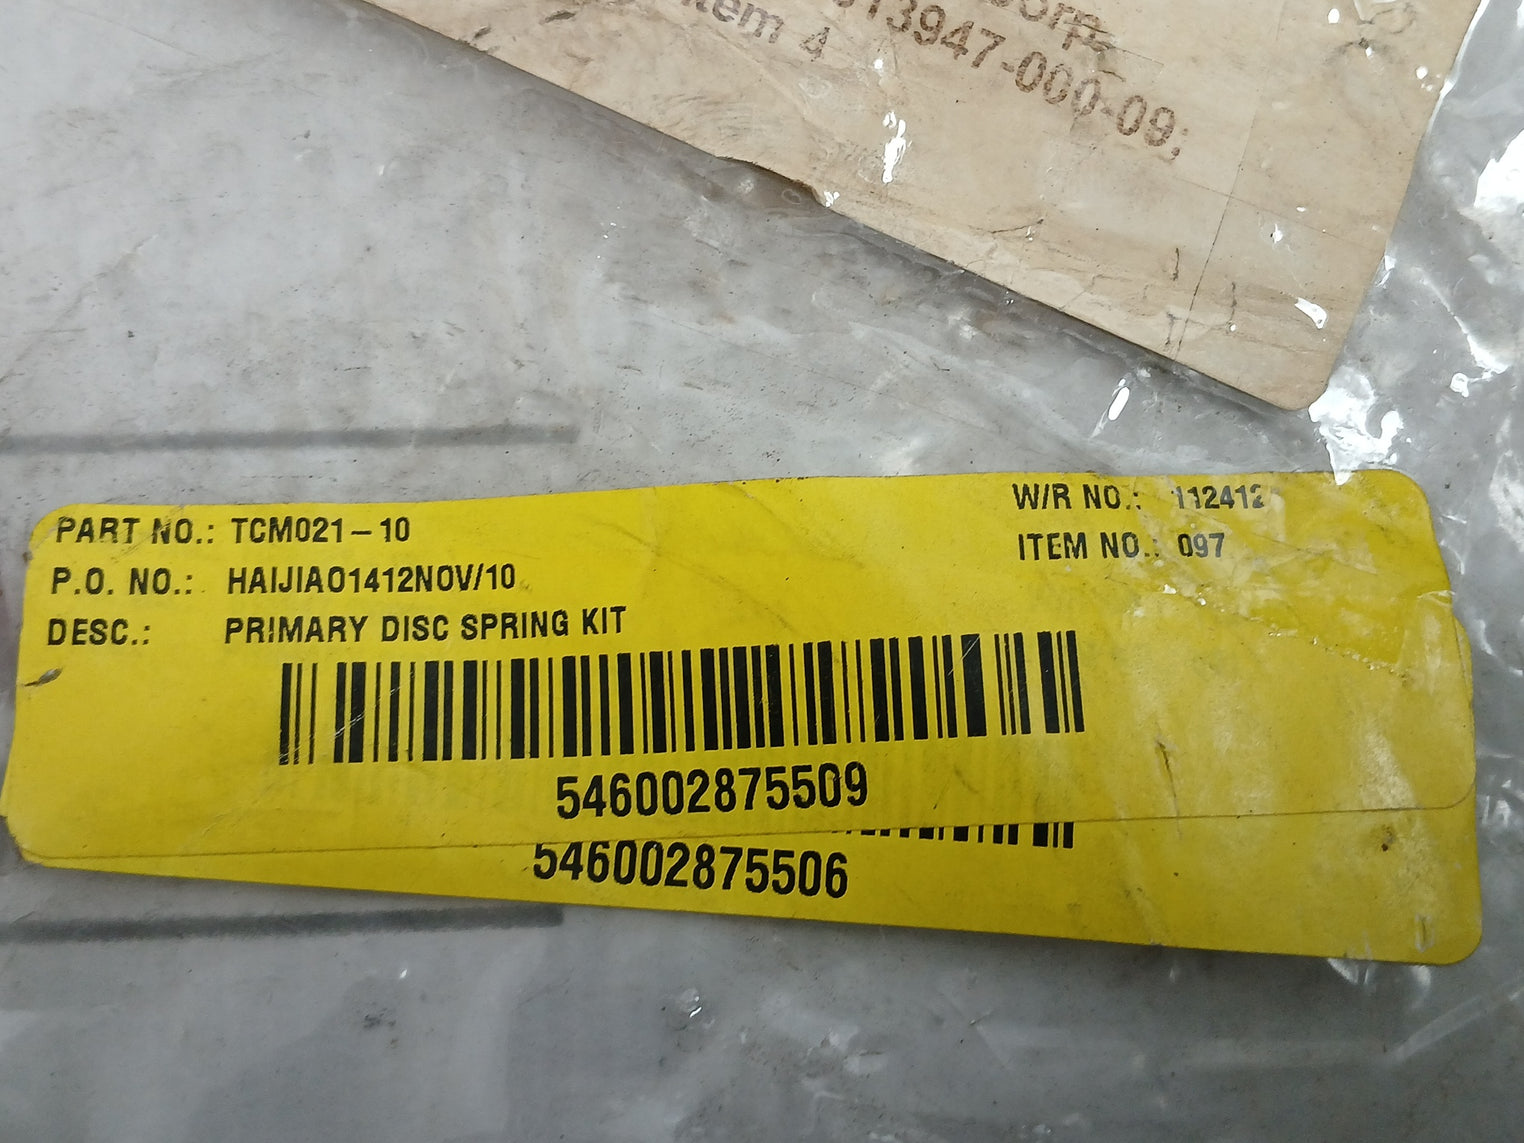 tem 4
13947-000-09;
PART NO.: TCM021-10
P.O. NO.: HAIJIAO1412NOV/10
DESC.: PRIMARY DISC SPRING KIT
W/R NO.: 112412
ITEM NO.: 097
546002875509
546002875506